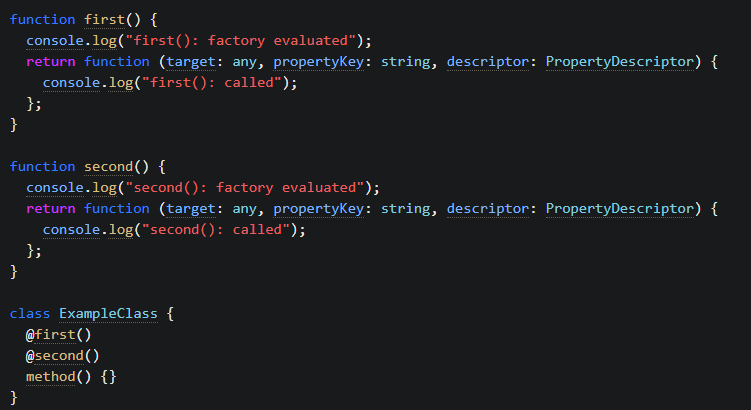 function first() {
  console.log("first(): factory evaluated");
  return function (target: any, propertyKey: string, descriptor: PropertyDescriptor) {
    console.log("first(): called");
  };
}

function second() {
  console.log("second(): factory evaluated");
  return function (target: any, propertyKey: string, descriptor: PropertyDescriptor) {
    console.log("second(): called");
  };
}

class ExampleClass {
  @first()
  @second()
  method() {}
}